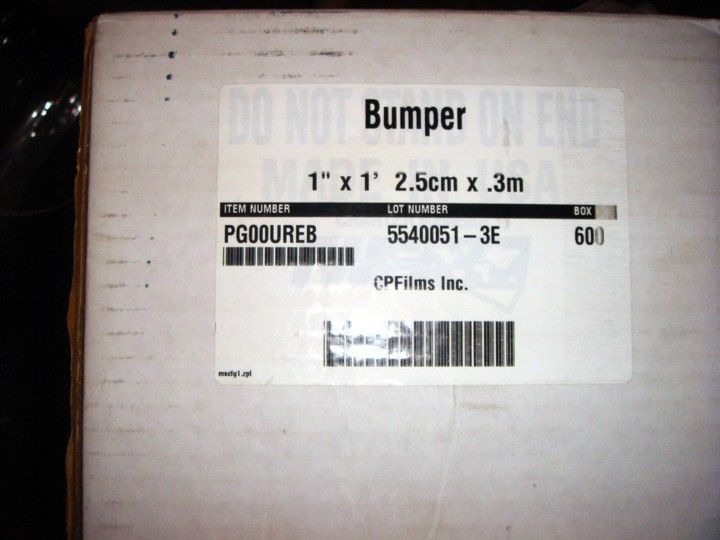 DO NOT STAND ON END
Bumper
MADE IN USA
1" x 1' 2.5cm x .3m
ITEM NUMBER LOT NUMBER BOX
PG00UREB 5540051-3E 600
CPFilms Inc.
mscfg1.zpl